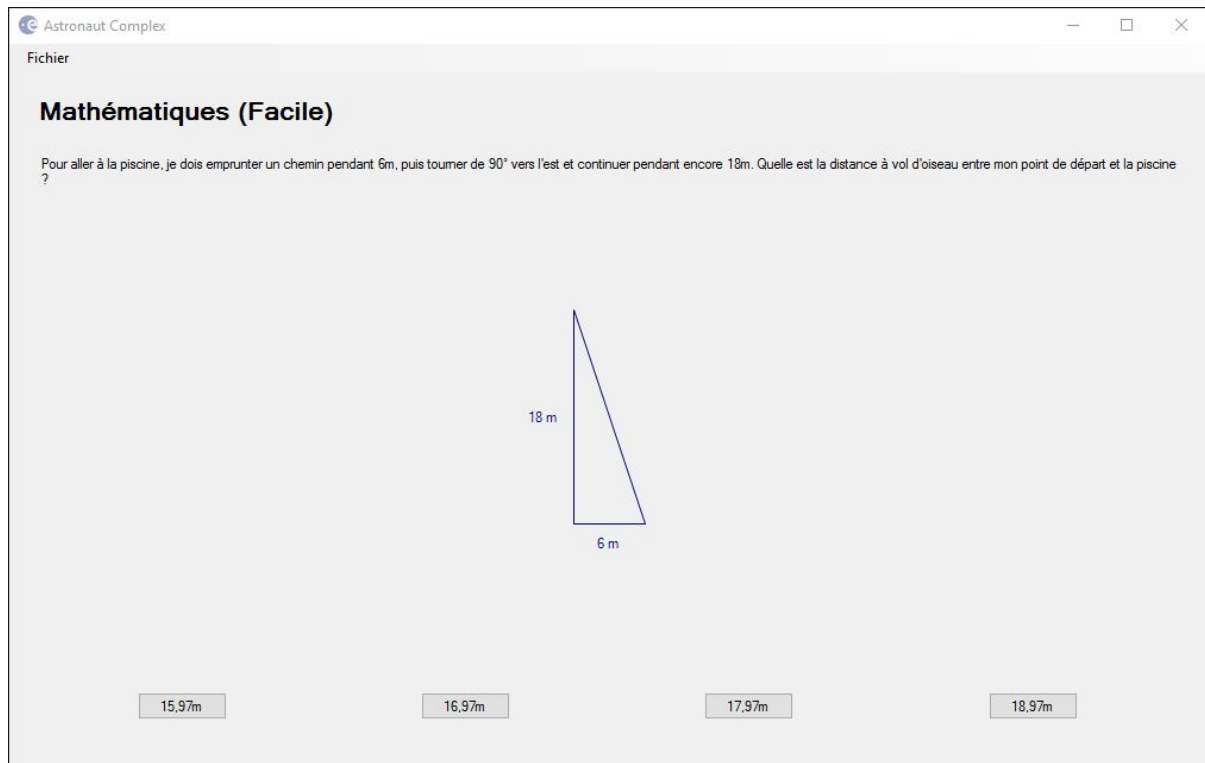 Astronaut Complex
Fichier
Mathématiques (Facile)
Pour aller à la piscine, je dois emprunter un chemin pendant 6m, puis tourner de 90° vers l'est et continuer pendant encore 18m. Quelle est la distance à vol d'oiseau entre mon point de départ et la piscine
?
18 m
6 m
15,97m 16,97m 17,97m 18,97m